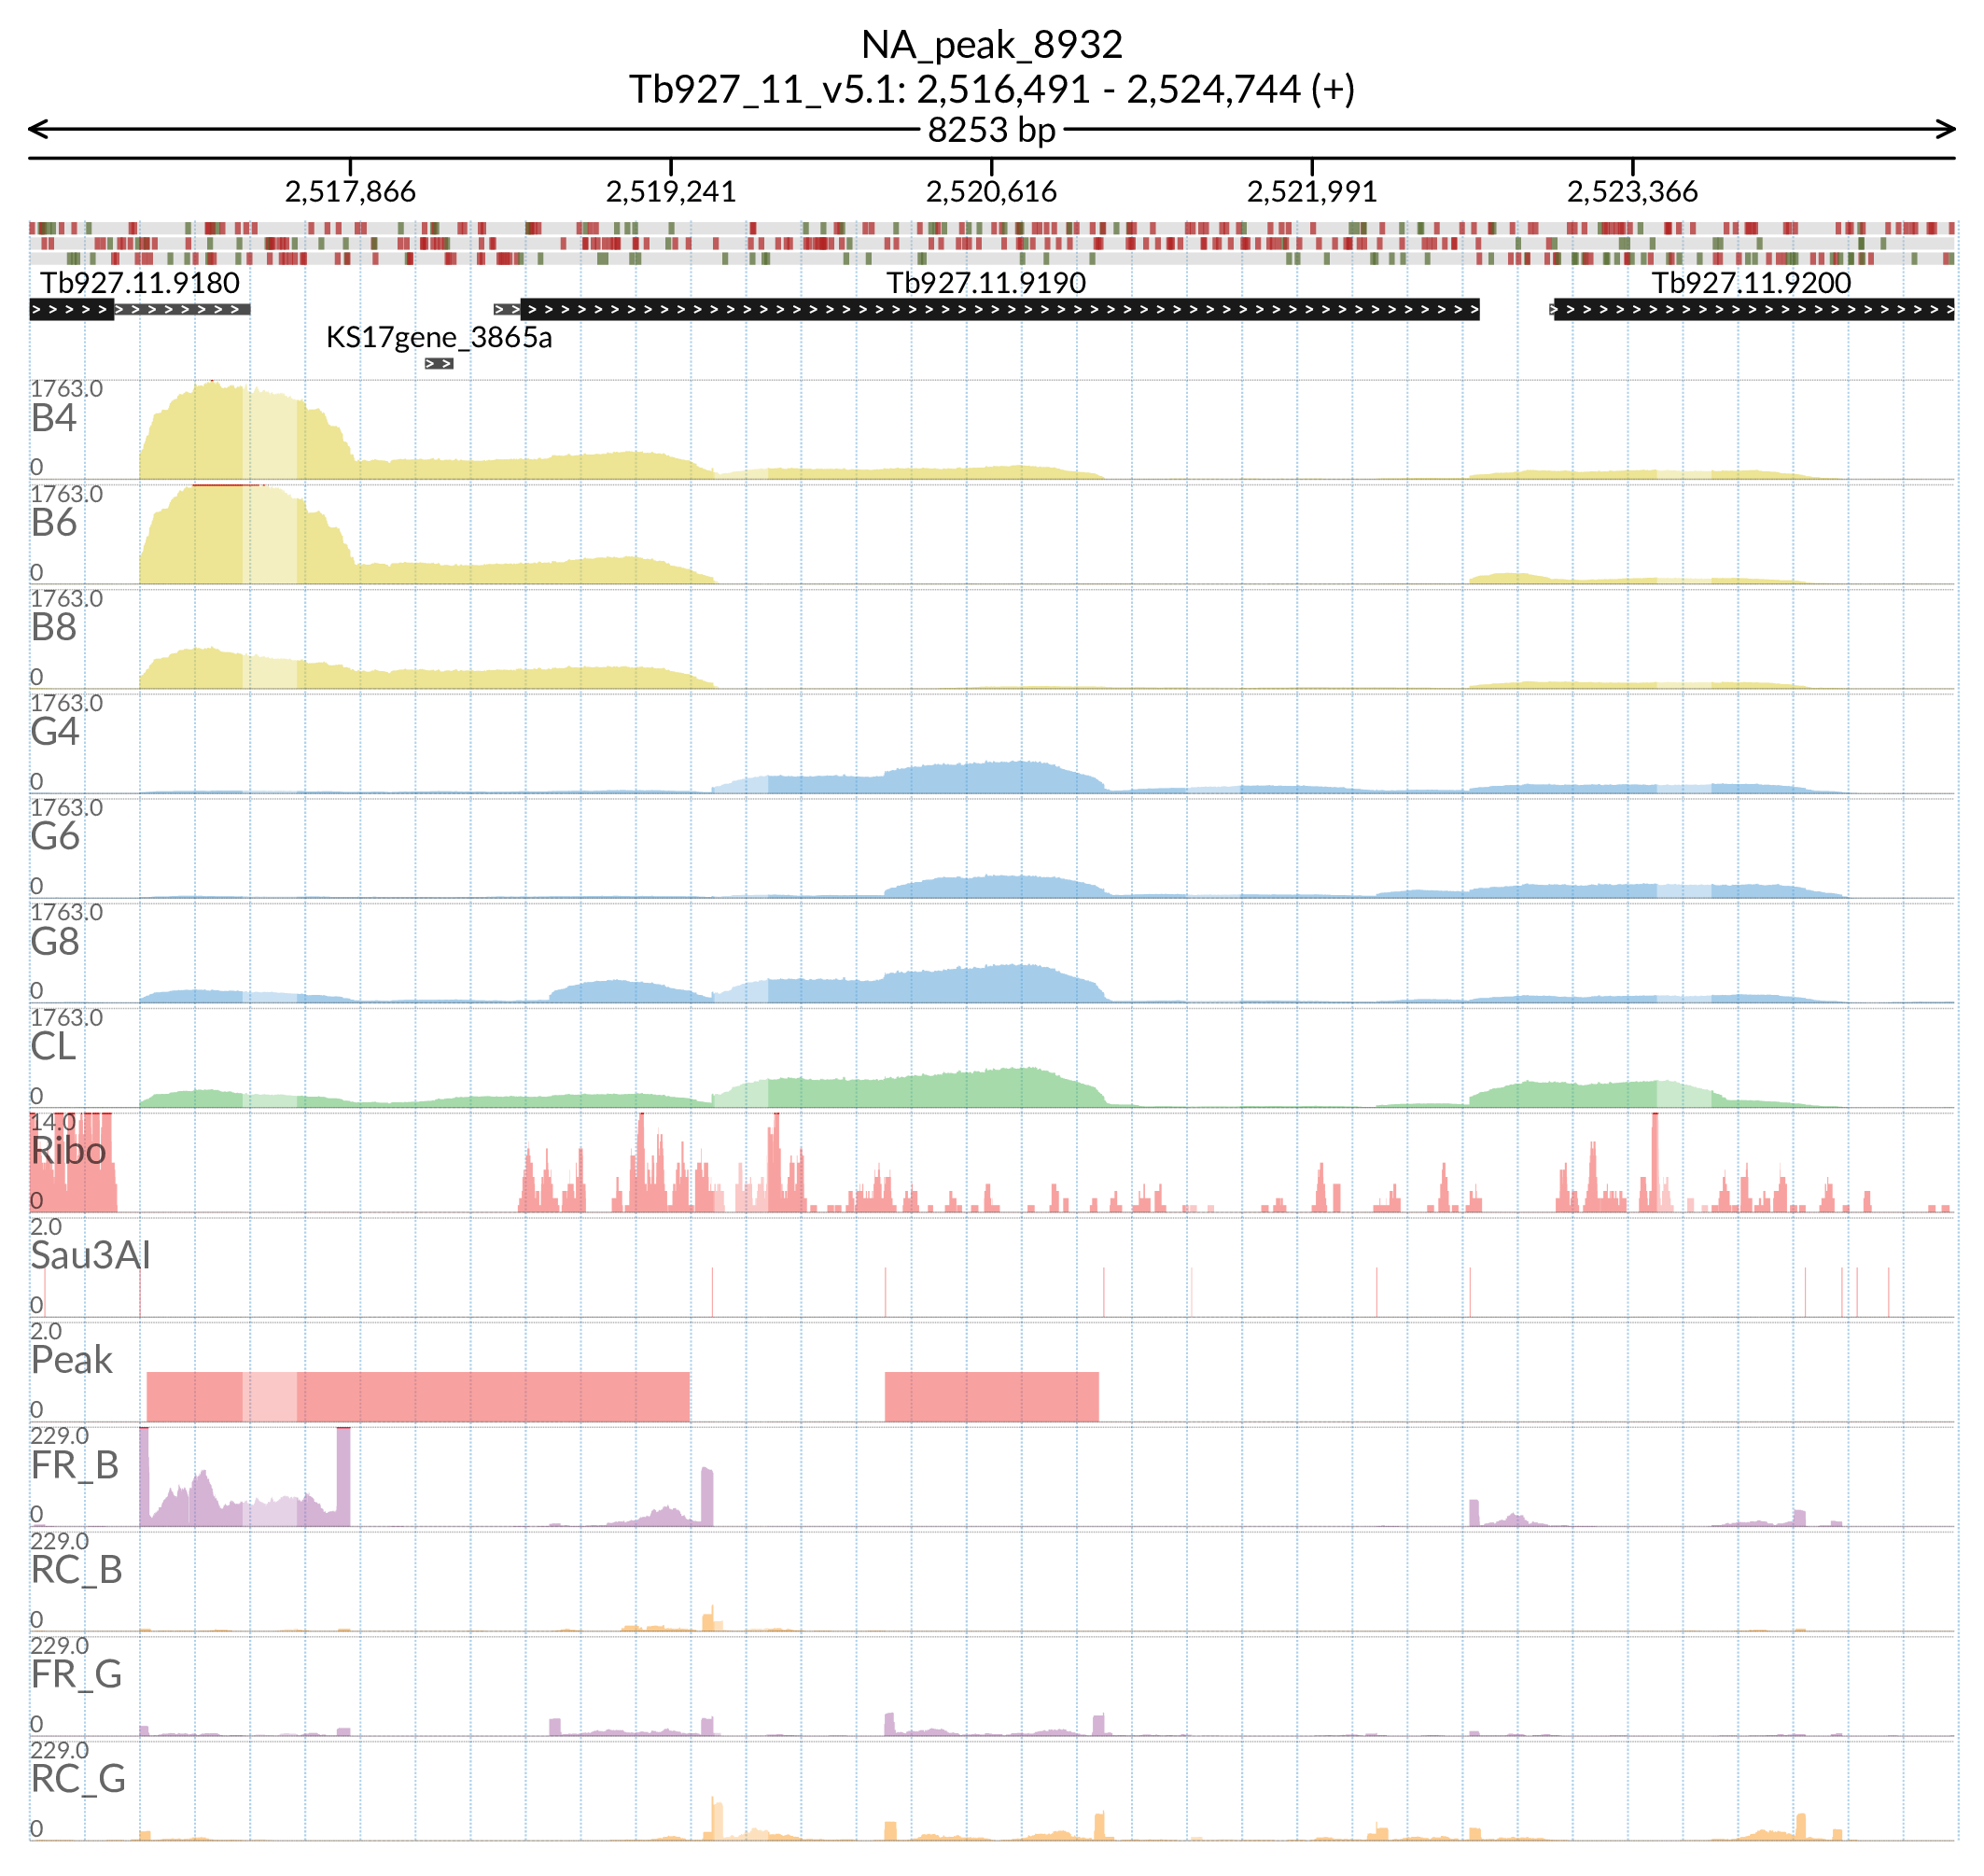 NA_peak_8932
Tb927_11_v5.1: 2,516,491 - 2,524,744 (+)
8253 bp
2,517,866 2,519,241 2,520,616 2,521,991 2,523,366
Tb927.11.9180 Tb927.11.9190 Tb927.11.9200
KS17gene_3865a
1763.0
B4
0
1763.0
B6
0
1763.0
B8
0
1763.0
G4
0
1763.0
G6
0
1763.0
G8
0
1763.0
CL
0
14.0
Ribo
0
2.0
Sau3AI
0
2.0
Peak
0
229.0
FR_B
0
229.0
RC_B
0
229.0
FR_G
0
229.0
RC_G
0